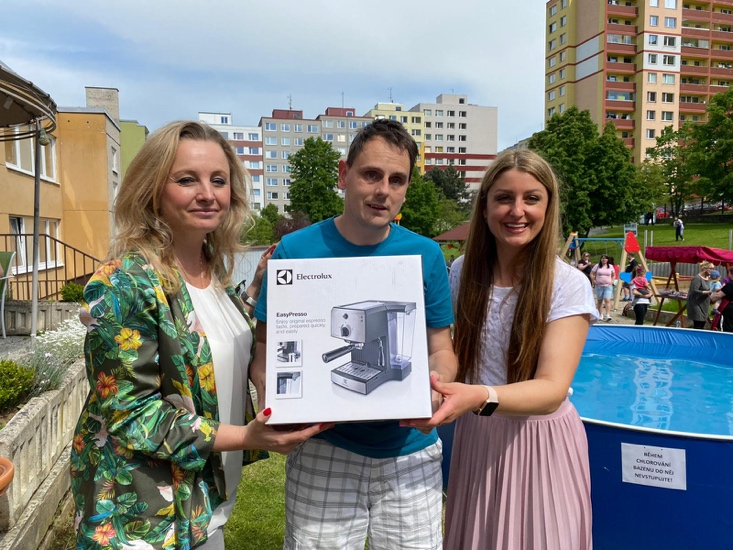 Electrolux
EasyPresso
Enjoy original espresso
taste, prepared quickly
and easily
BĚHEM
CHLOROVÁNÍ
BAZÉNU DO NĚJ
NEVSTUPUJTE!